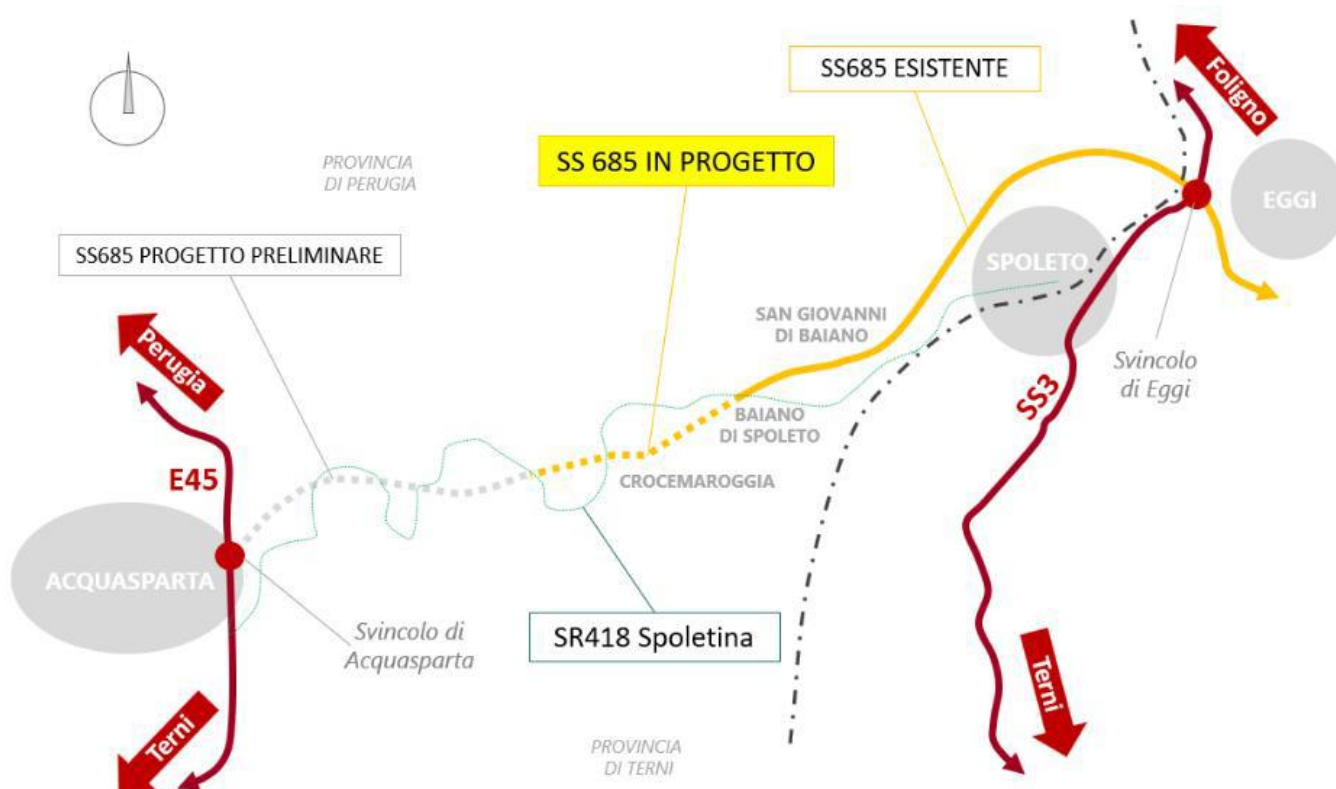 SS685 ESISTENTE
Foligno
SS 685 IN PROGETTO
PROVINCIA
DI PERUGIA
EGGI
SS685 PROGETTO PRELIMINARE
SPOLETO
SAN GIOVANNI
DI BAIANO
Perugia
Svincolo
di Eggi
SS3
BAIANO
DI SPOLETO
E45
CROCEMAROGGIA
ACQUASPARTA
Svincolo di
Acquasparta
SR418 Spoletina
Terni
Terni
PROVINCIA
DI TERNI